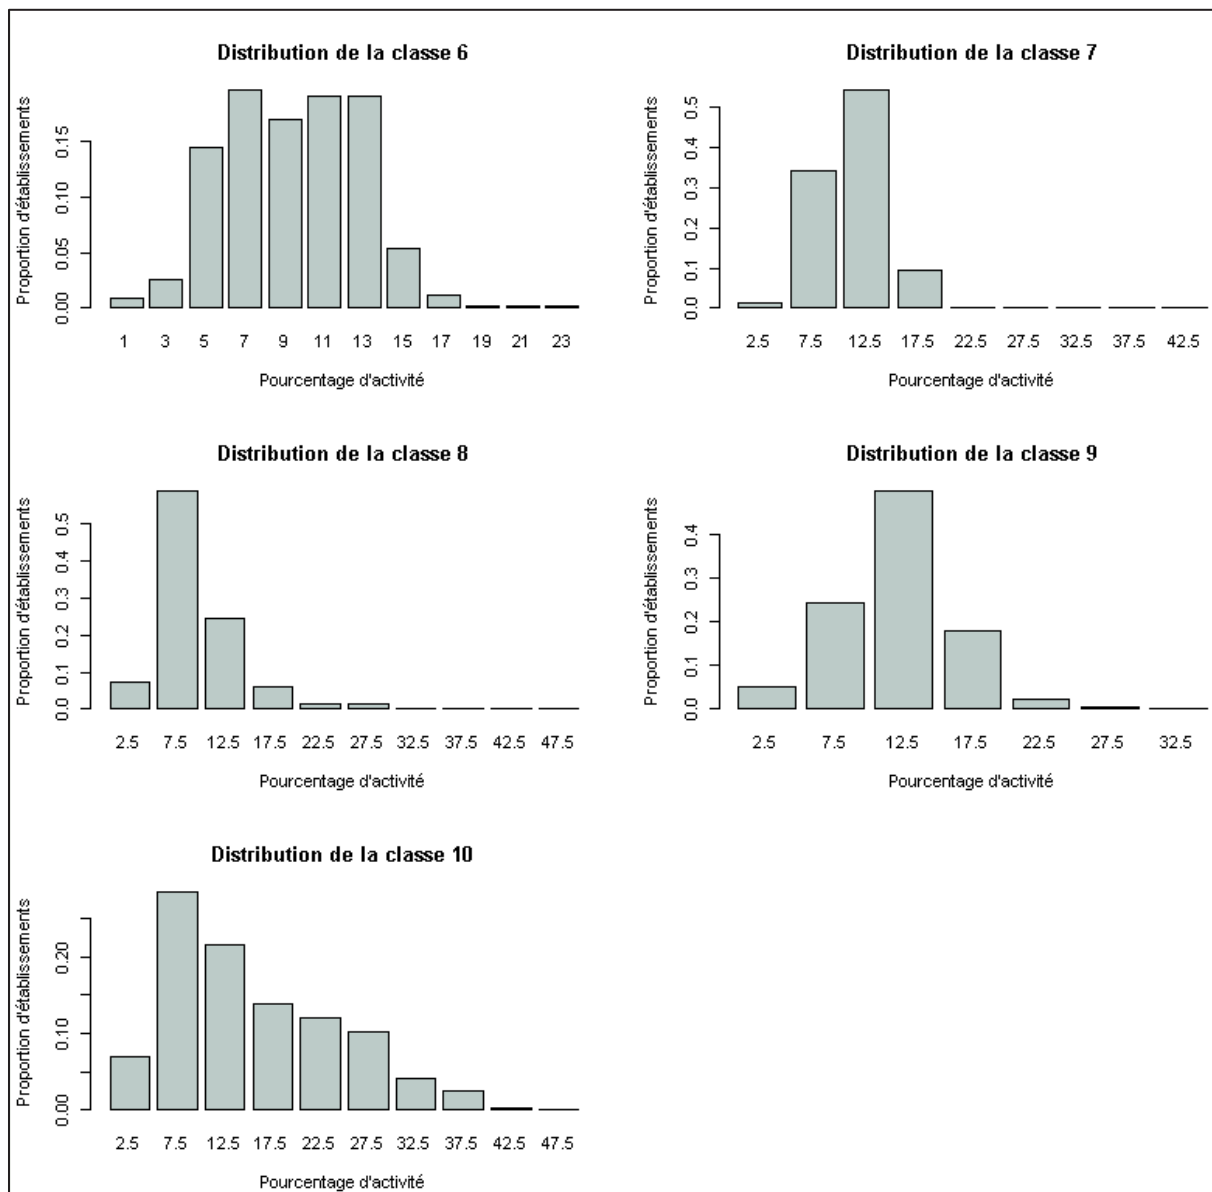 Distribution de la classe 6
Proportion d'établissements
0.00 0.05 0.10 0.15
1 3 5 7 9 11 13 15 17 19 21 23
Pourcentage d'activité
Distribution de la classe 7
Proportion d'établissements
0.0 0.1 0.2 0.3 0.4 0.5
2.5 7.5 12.5 17.5 22.5 27.5 32.5 37.5 42.5
Pourcentage d'activité
Distribution de la classe 8
Proportion d'établissements
0.0 0.1 0.2 0.3 0.4 0.5
2.5 7.5 12.5 17.5 22.5 27.5 32.5 37.5 42.5 47.5
Pourcentage d'activité
Distribution de la classe 9
Proportion d'établissements
0.0 0.1 0.2 0.3 0.4
2.5 7.5 12.5 17.5 22.5 27.5 32.5
Pourcentage d'activité
Distribution de la classe 10
Proportion d'établissements
0.00 0.10 0.20
2.5 7.5 12.5 17.5 22.5 27.5 32.5 37.5 42.5 47.5
Pourcentage d'activité